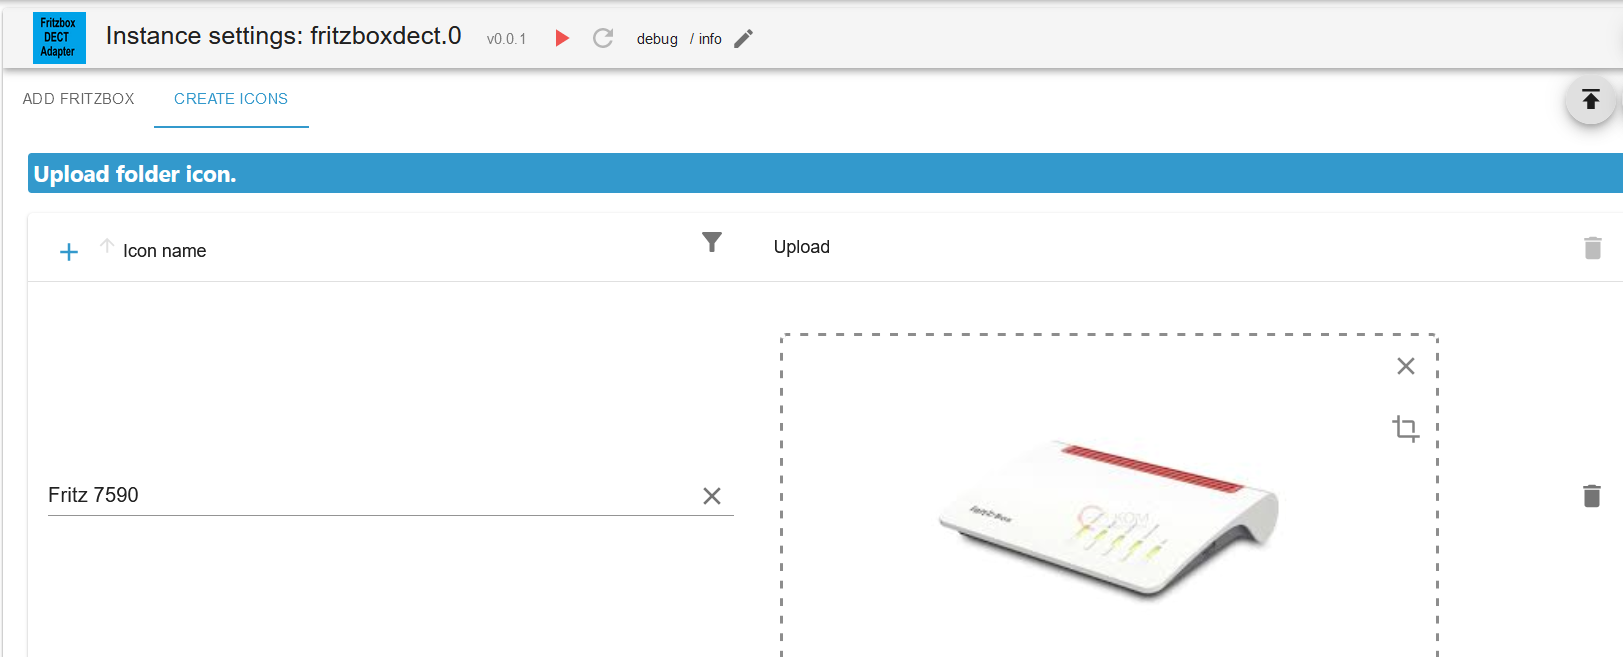 Fritzbox
DECT
Adapter
Instance settings: fritzboxdect.0 v0.0.1 debug / info
ADD FRITZBOX CREATE ICONS
Upload folder icon.
Icon name Upload
Fritz 7590